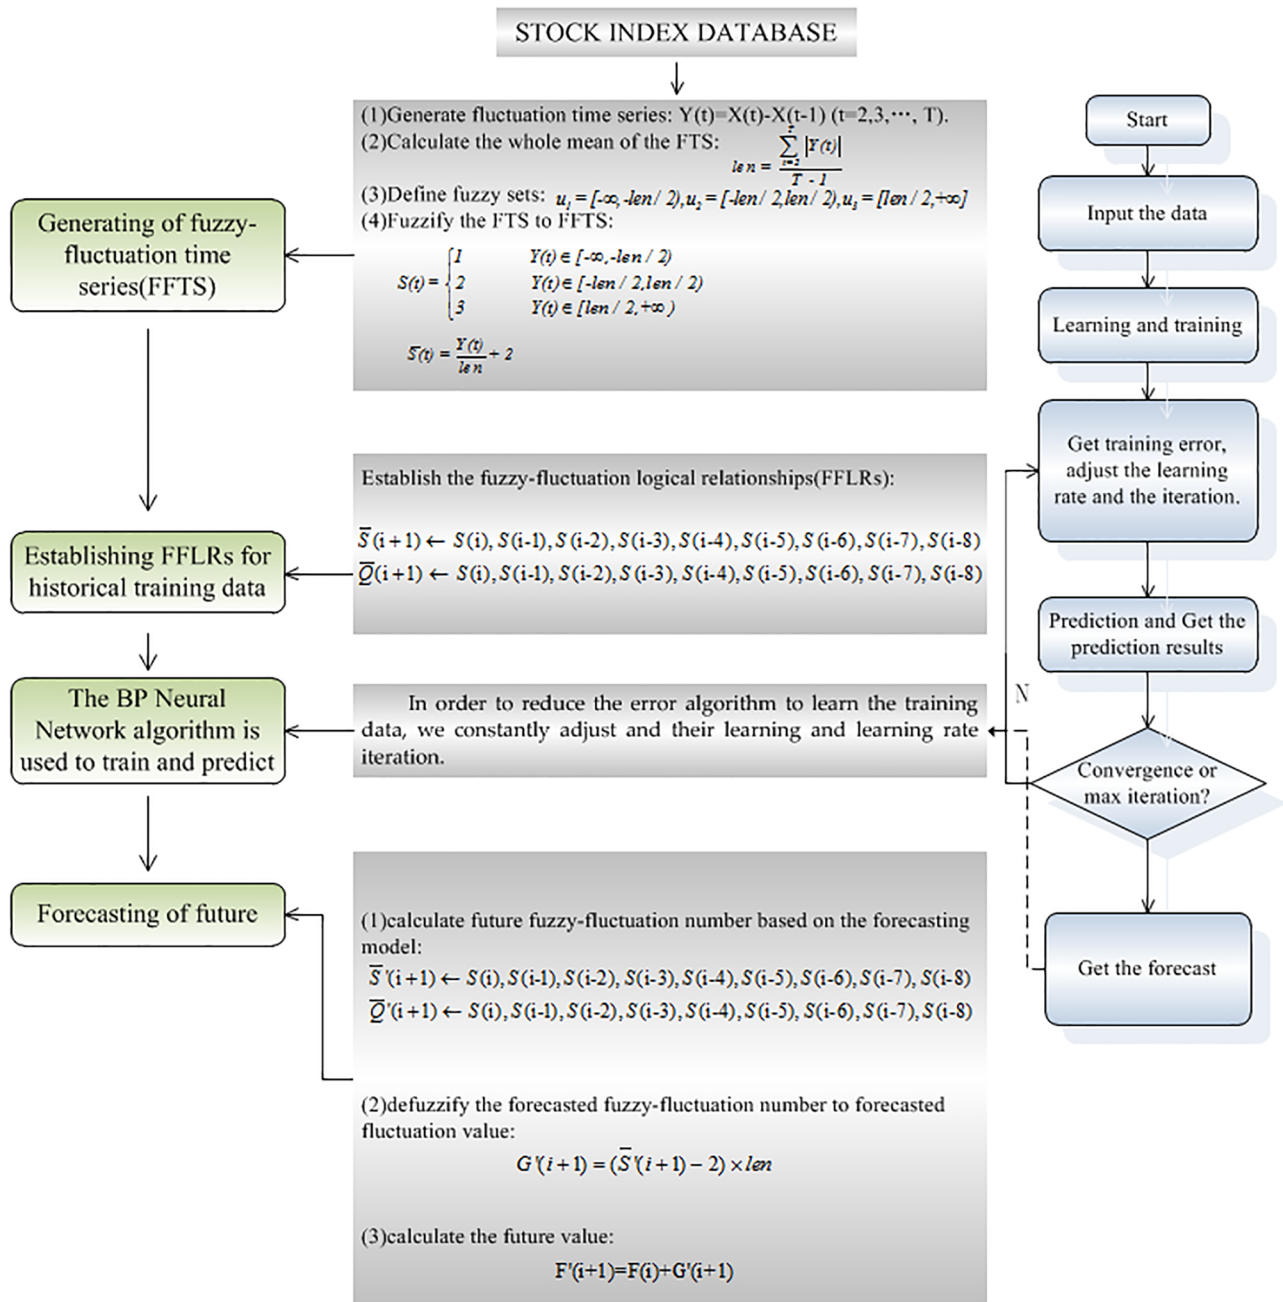 STOCK INDEX DATABASE
(1)Generate fluctuation time series: Y(t)=X(t)-X(t-1) (t=2,3,···, T).
(2)Calculate the whole mean of the FTS: len = \frac{\sum_{t=2}^{T} |Y(t)|}{T - 1}
(3)Define fuzzy sets: u₁ = [-∞,-len / 2), u₂ = [-len / 2,len / 2), u₃ = [len / 2,+∞]
(4)Fuzzify the FTS to FFTS:
S(t) = { 1 Y(t) ∈ [-∞,-len / 2)
2 Y(t) ∈ [-len / 2,len / 2)
3 Y(t) ∈ [len / 2,+∞ )
S̄(t) = \frac{Y(t)}{len} + 2
Generating of fuzzy-
fluctuation time
series(FFTS)
Establish the fuzzy-fluctuation logical relationships(FFLRs):
S̄(i+1) ← S(i), S(i-1), S(i-2), S(i-3), S(i-4), S(i-5), S(i-6), S(i-7), S(i-8)
Q̄(i+1) ← S(i), S(i-1), S(i-2), S(i-3), S(i-4), S(i-5), S(i-6), S(i-7), S(i-8)
Establishing FFLRs for
historical training data
In order to reduce the error algorithm to learn the training
data, we constantly adjust and their learning and learning rate
iteration.
The BP Neural
Network algorithm is
used to train and predict
(1)calculate future fuzzy-fluctuation number based on the forecasting
model:
S̄'(i+1) ← S(i), S(i-1), S(i-2), S(i-3), S(i-4), S(i-5), S(i-6), S(i-7), S(i-8)
Q̄'(i+1) ← S(i), S(i-1), S(i-2), S(i-3), S(i-4), S(i-5), S(i-6), S(i-7), S(i-8)
(2)defuzzify the forecasted fuzzy-fluctuation number to forecasted
fluctuation value:
G'(i+1) = (S̄'(i+1) − 2) × len
(3)calculate the future value:
F'(i+1)=F(i)+G'(i+1)
Forecasting of future
Start
Input the data
Learning and training
Get training error,
adjust the learning
rate and the iteration.
Prediction and Get the
prediction results
N
Convergence or
max iteration?
Get the forecast